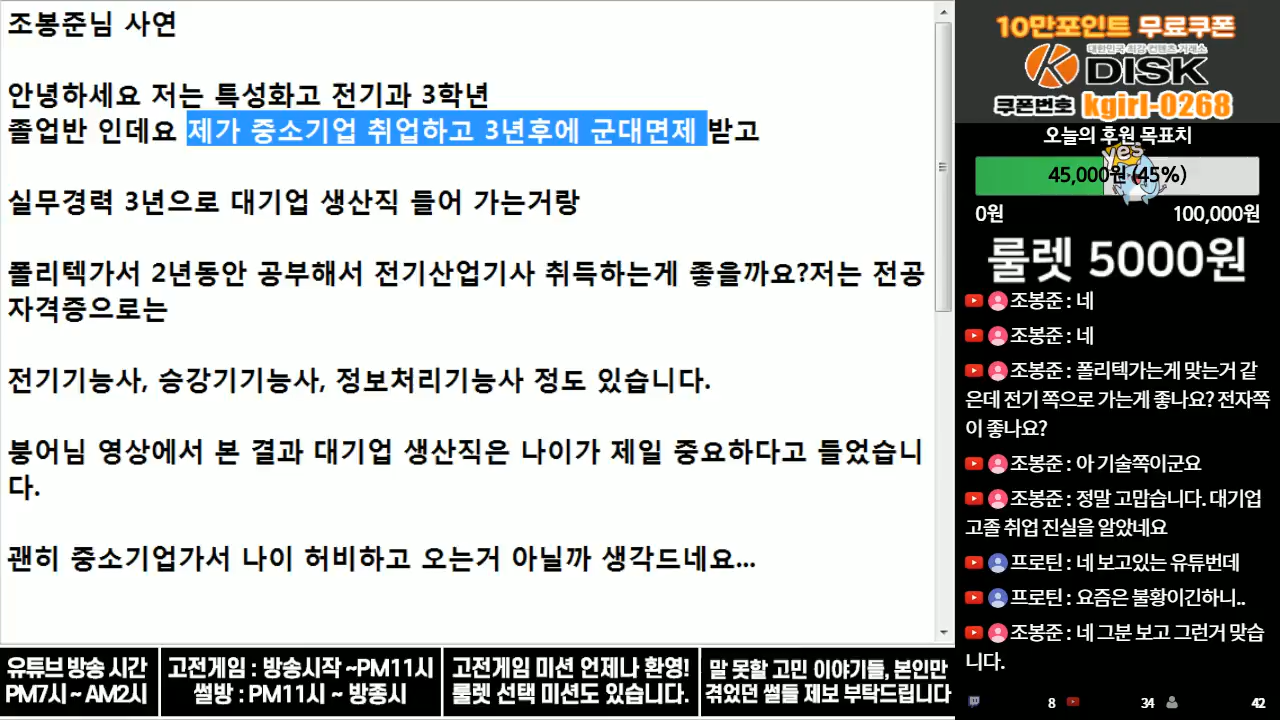 조봉준님 사연
안녕하세요 저는 특성화고 전기과 3학년
졸업반 인데요 제가 중소기업 취업하고 3년후에 군대면제 받고
실무경력 3년으로 대기업 생산직 들어 가는거랑
폴리텍가서 2년동안 공부해서 전기산업기사 취득하는게 좋을까요?저는 전공
자격증으로는
전기기능사, 승강기기능사, 정보처리기능사 정도 있습니다.
붕어님 영상에서 본 결과 대기업 생산직은 나이가 제일 중요하다고 들었습니
다.
괜히 중소기업가서 나이 허비하고 오는거 아닐까 생각드네요...
10만포인트 무료쿠폰
대한민국 최강 컨텐츠 거래소
K DISK
쿠폰번호 kgirl-0268
오늘의 후원 목표치
yes
45,000원 (45%)
0원 100,000원
룰렛 5000원
조봉준 : 네
조봉준 : 네
조봉준 : 폴리텍가는게 맞는거 같
은데 전기 쪽으로 가는게 좋나요? 전자쪽
이 좋나요?
조봉준 : 아 기술쪽이군요
조봉준 : 정말 고맙습니다. 대기업
고졸 취업 진실을 알았네요
프로틴 : 네 보고있는 유튜번데
프로틴 : 요즘은 불황이긴하니..
조봉준 : 네 그분 보고 그런거 맞습
니다.
8 34 42
유튜브 방송 시간
PM7시 ~ AM2시
고전게임 : 방송시작 ~PM11시
썰방 : PM11시 ~ 방종시
고전게임 미션 언제나 환영!
룰렛 선택 미션도 있습니다.
말 못할 고민 이야기들, 본인만
겪었던 썰들 제보 부탁드립니다